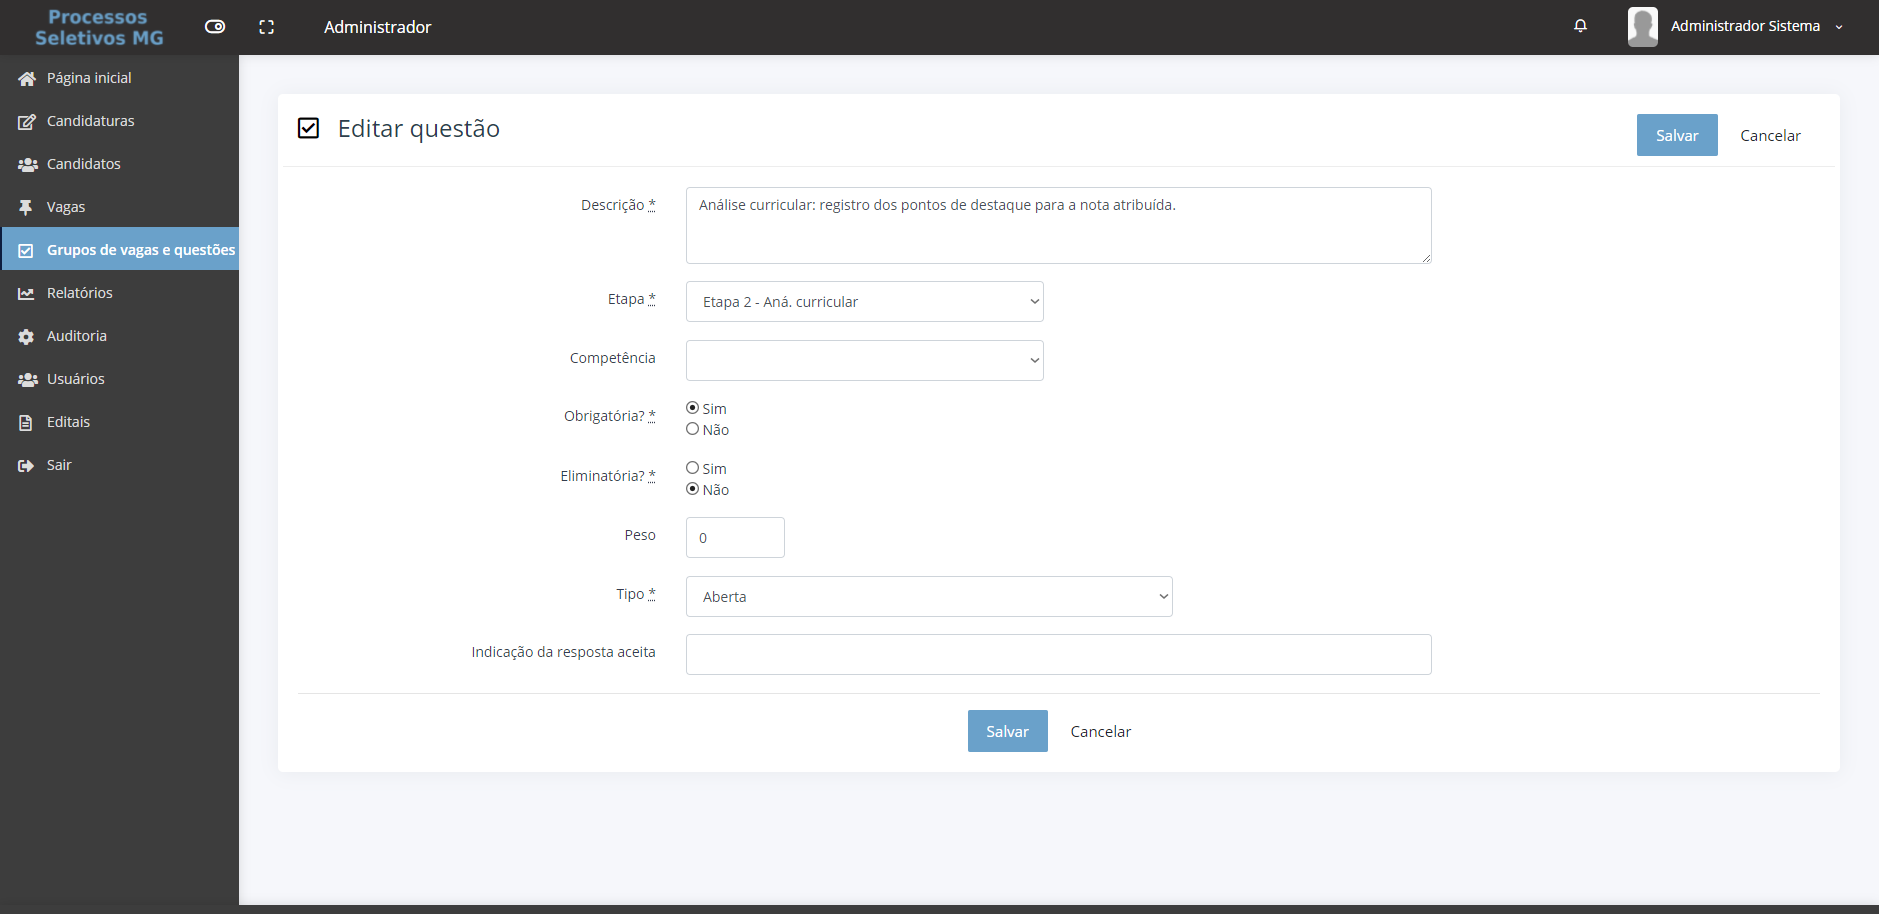 Processos
Seletivos MG
Administrador
Administrador Sistema
Página inicial
Candidaturas
Candidatos
Vagas
Grupos de vagas e questões
Relatórios
Auditoria
Usuários
Editais
Sair
Editar questão
Salvar
Cancelar
Descrição *
Análise curricular: registro dos pontos de destaque para a nota atribuída.
Etapa *
Etapa 2 - Aná. curricular
Competência
Obrigatória? *
Sim
Não
Eliminatória? *
Sim
Não
Peso
0
Tipo *
Aberta
Indicação da resposta aceita
Salvar
Cancelar